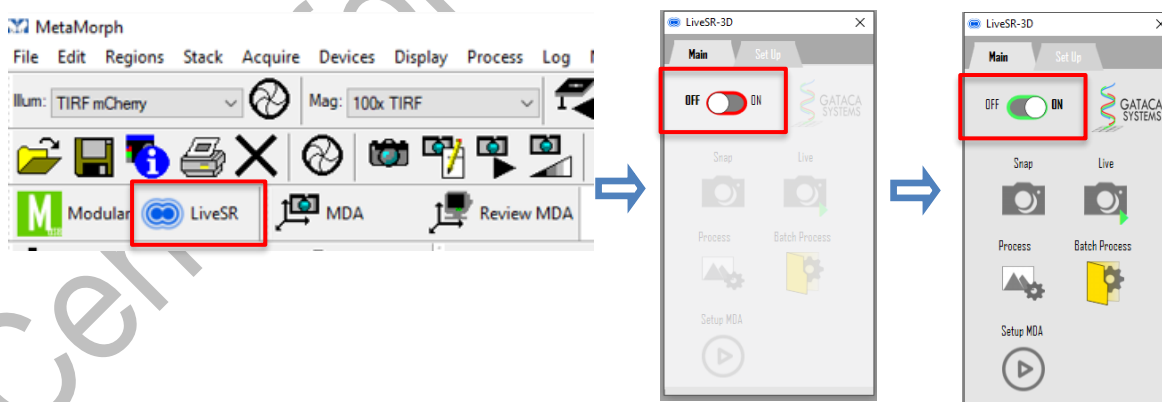 MetaMorph
File Edit Regions Stack Acquire Devices Display Process Log
Illum: TIRF mCherry Mag: 100x TIRF
Modular LiveSR MDA Review MDA
LiveSR-3D
Main Set Up
OFF ON GATACA
SYSTEMS
Snap Live
Process Batch Process
Setup MDA
LiveSR-3D
Main Set Up
OFF ON GATACA
SYSTEMS
Snap Live
Process Batch Process
Setup MDA
Cen